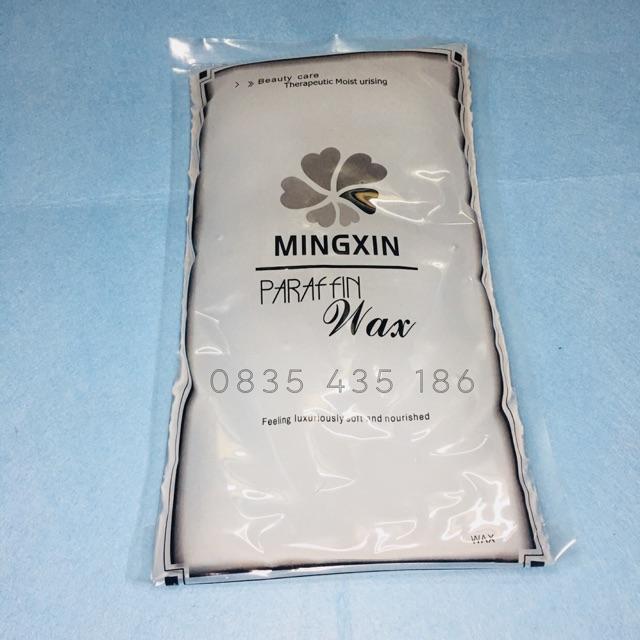 Beauty care
Therapeutic Moist urising
MINGXIN
PARAffIN
Wax
0835 435 186
Feeling luxuriously soft and nourished
WAX